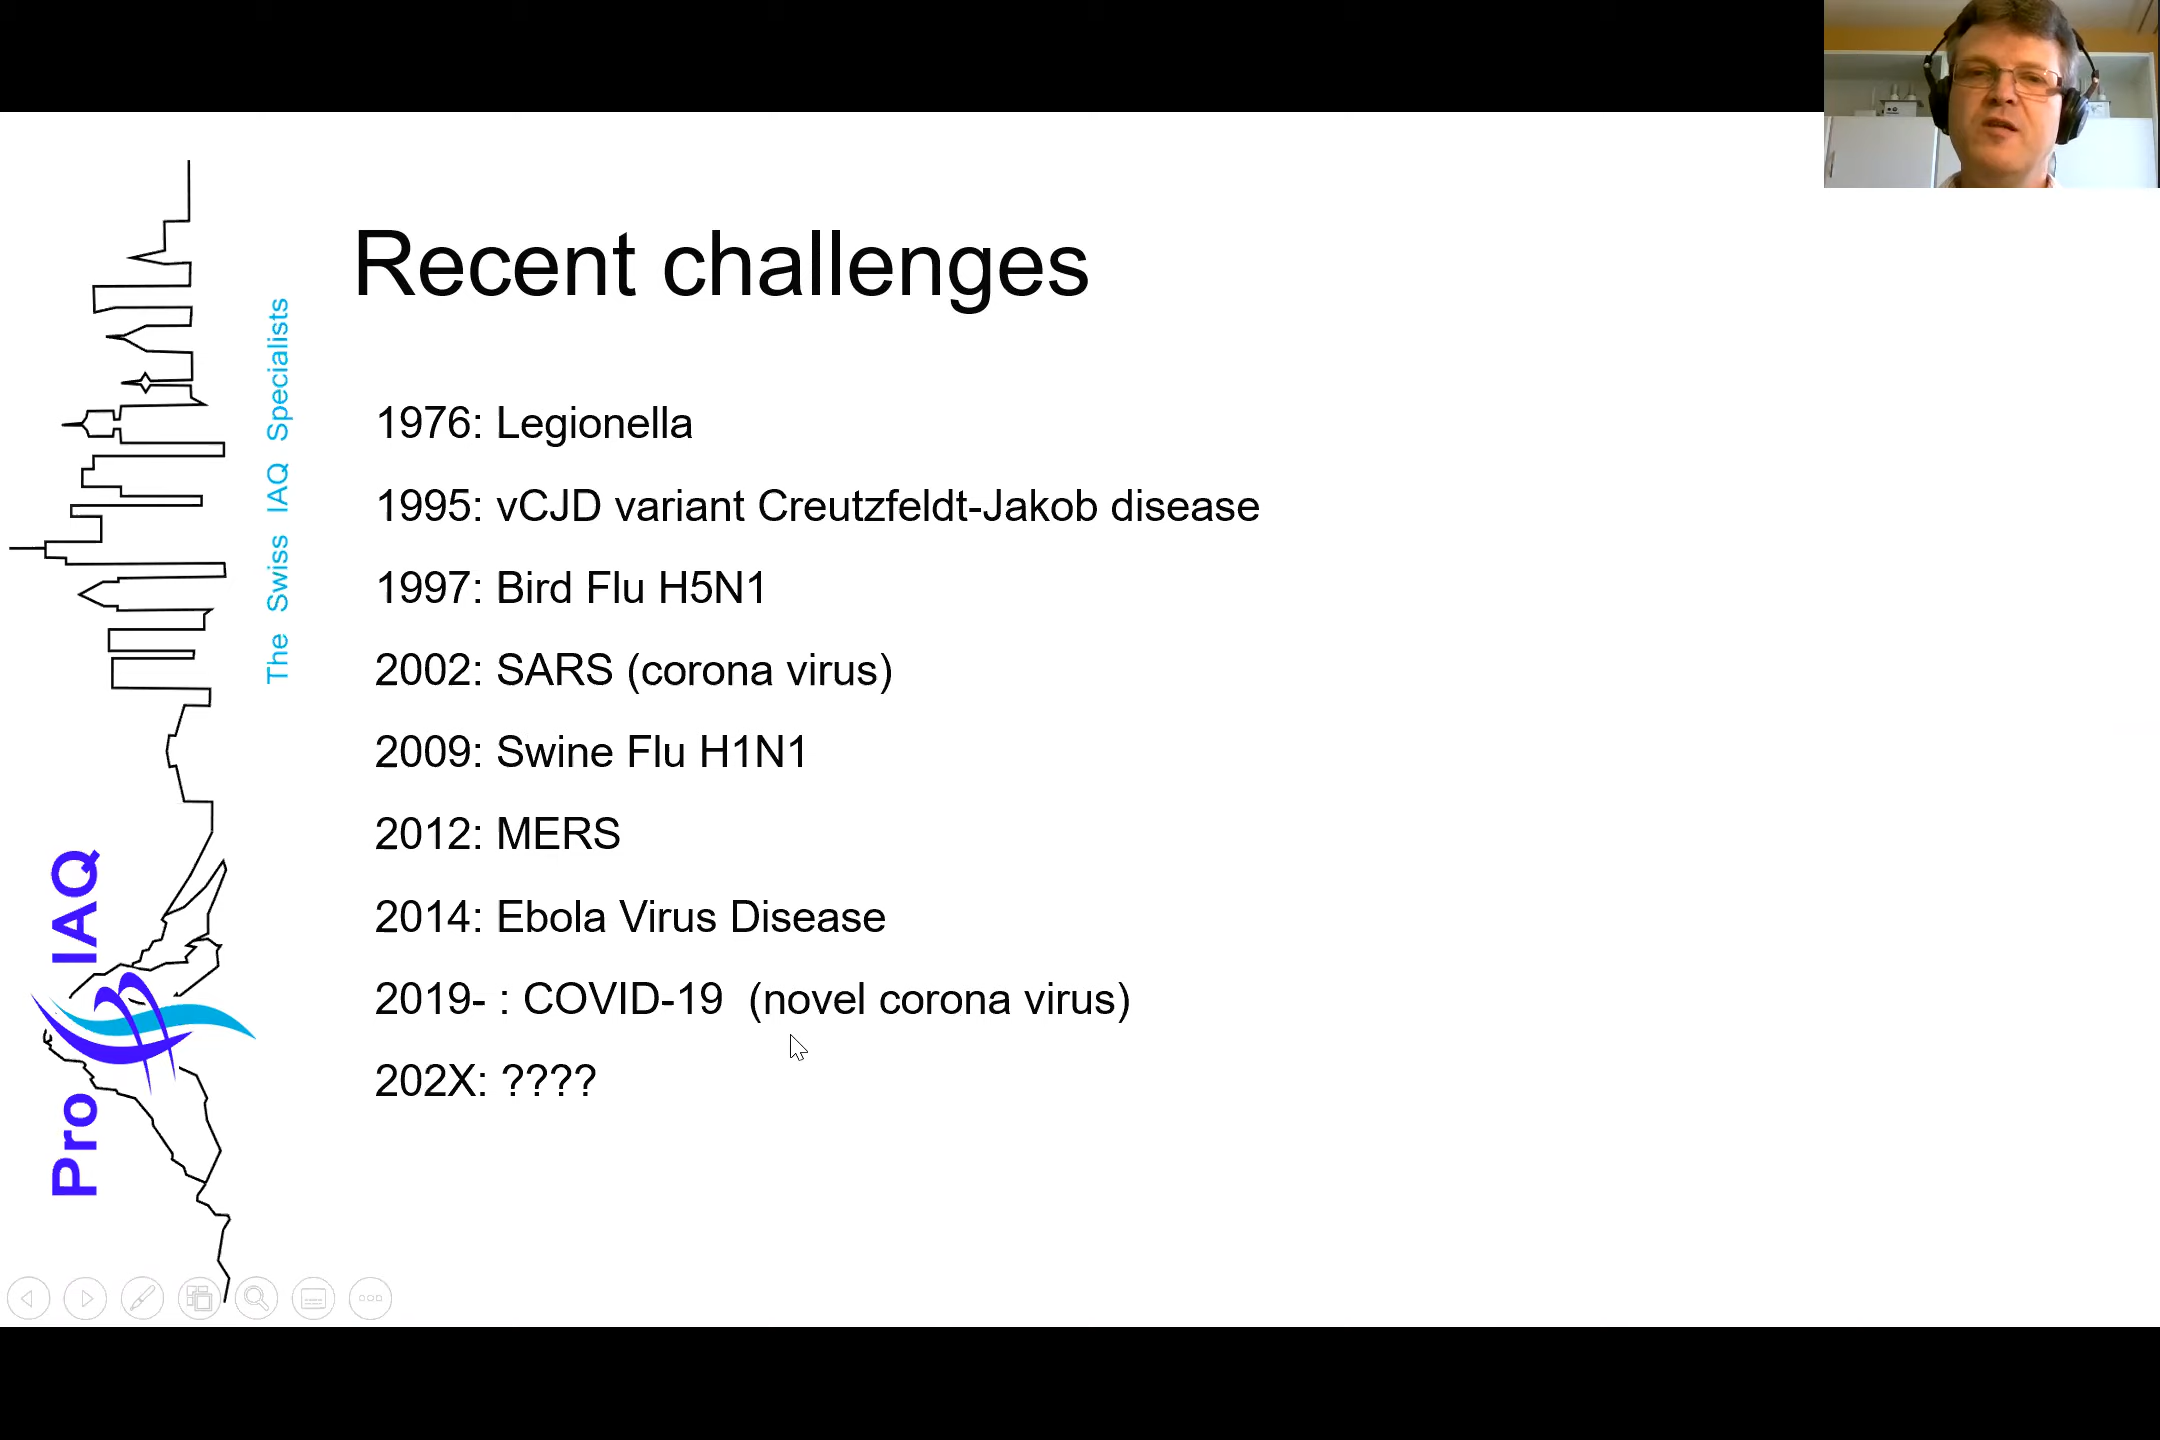 Recent challenges
1976: Legionella
1995: vCJD variant Creutzfeldt-Jakob disease
1997: Bird Flu H5N1
2002: SARS (corona virus)
2009: Swine Flu H1N1
2012: MERS
2014: Ebola Virus Disease
2019- : COVID-19  (novel corona virus)
202X: ????
The Swiss IAQ Specialists
Pro IAQ